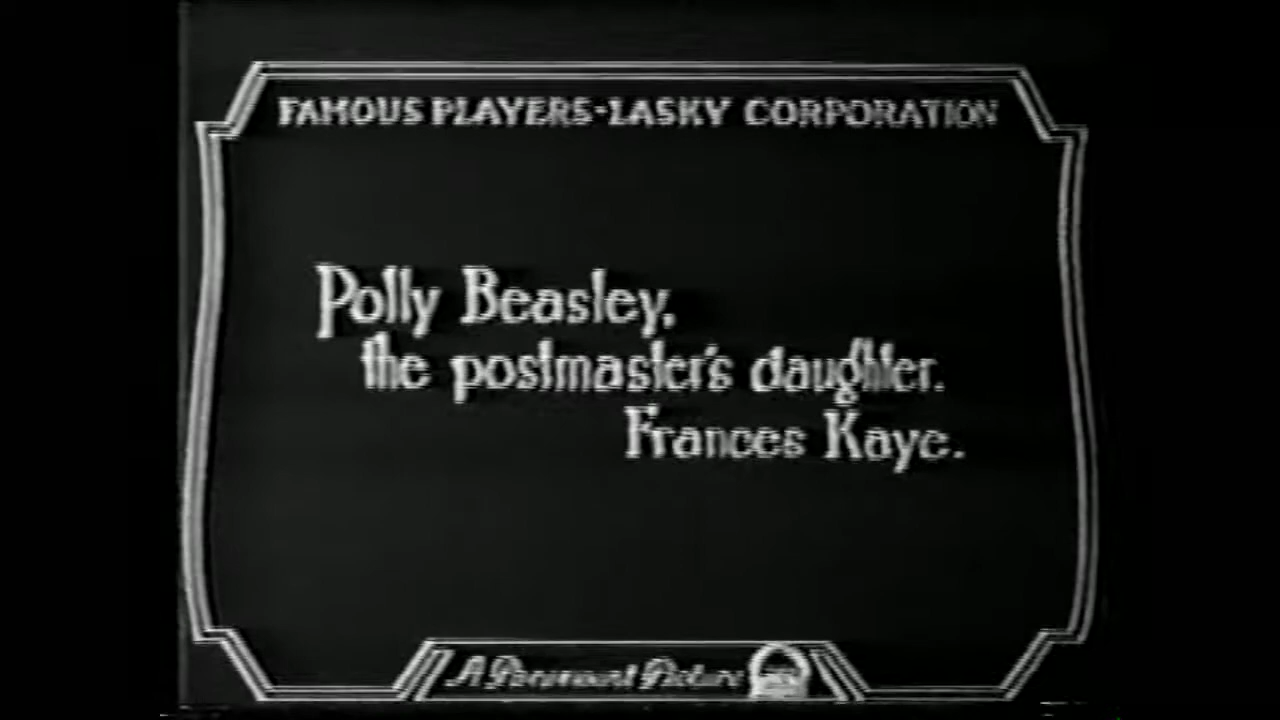 FAMOUS PLAYERS-LASKY CORPORATION
Polly Beasley,
the postmaster's daughter.
Frances Kaye.
A Paramount Picture